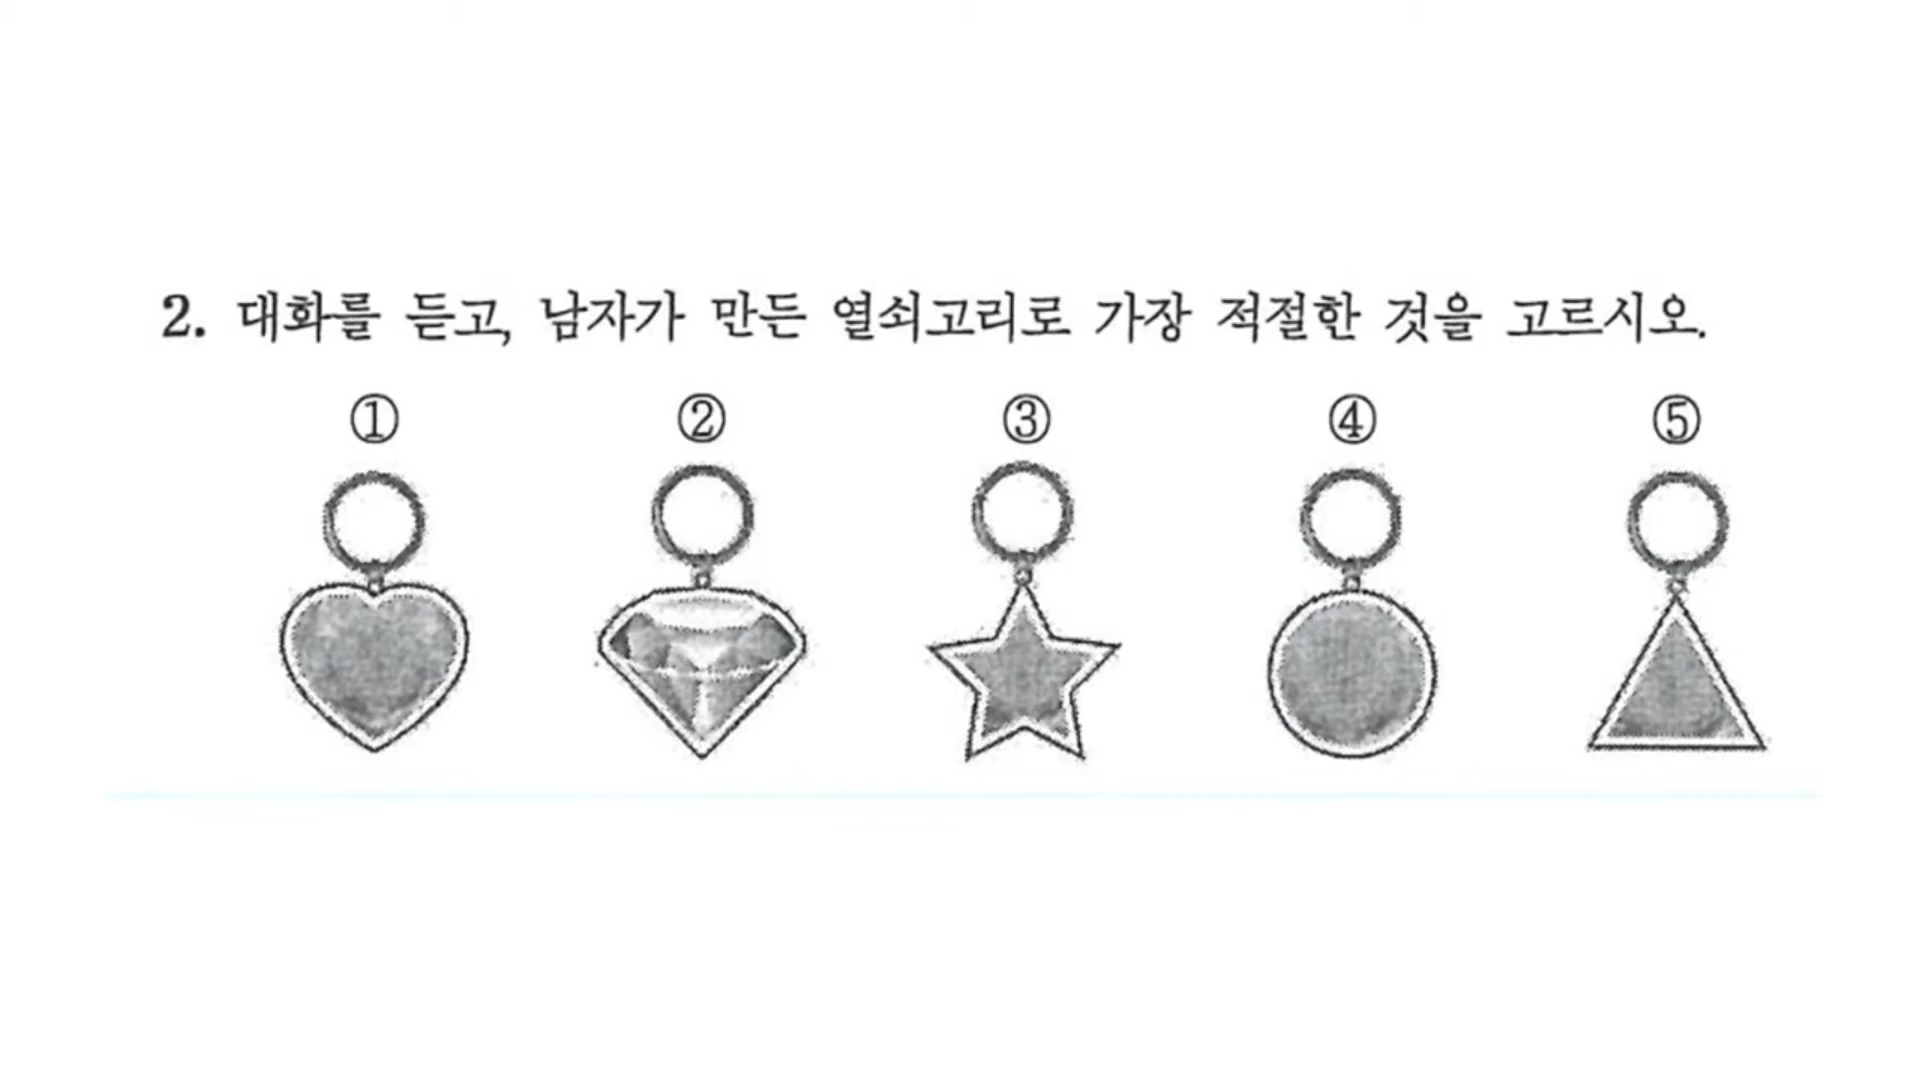 2. 대화를 듣고, 남자가 만든 열쇠고리로 가장 적절한 것을 고르시오.
① ② ③ ④ ⑤